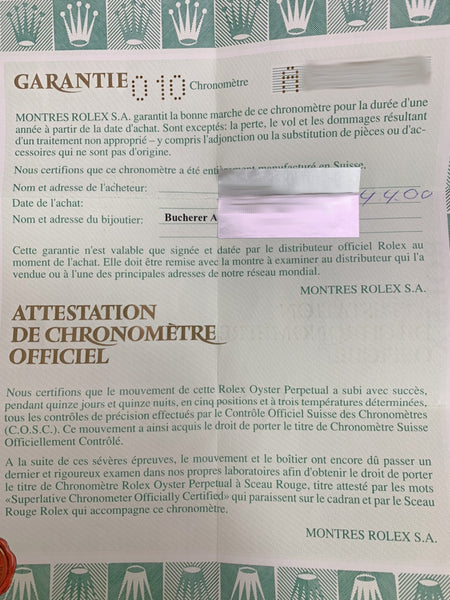 GARANTIE 010 Chronomètre
MONTRES ROLEX S.A. garantit la bonne marche de ce chronomètre pour la durée d'une
année à partir de la date d'achat. Sont exceptés: la perte, le vol et les dommages résultant
d'un traitement non approprié – y compris l'adjonction ou la substitution de pièces ou d'ac-
cessoires qui ne sont pas d'origine.
Nous certifions que ce chronomètre a été entièrement manufacturé en Suisse.
Nom et adresse de l'acheteur:
Date de l'achat: 4.4.00
Nom et adresse du bijoutier: Bucherer A
Cette garantie n'est valable que signée et datée par le distributeur officiel Rolex au
moment de l'achat. Elle doit être remise avec la montre à examiner au distributeur qui l'a
vendue ou à l'une des principales adresses de notre réseau mondial.
MONTRES ROLEX S.A.
ATTESTATION
DE CHRONOMÈTRE
OFFICIEL
Nous certifions que le mouvement de cette Rolex Oyster Perpetual a subi avec succès,
pendant quinze jours et quinze nuits, en cinq positions et à trois températures déterminées,
tous les contrôles de précision effectués par le Contrôle Officiel Suisse des Chronomètres
(C.O.S.C.). Ce mouvement a ainsi acquis le droit de porter le titre de Chronomètre Suisse
Officiellement Contrôlé.
A la suite de ces sévères épreuves, le mouvement et le boîtier ont encore dû passer un
dernier et rigoureux examen dans nos propres laboratoires afin d'obtenir le droit de porter
le titre de Chronomètre Rolex Oyster Perpetual à Sceau Rouge, titre attesté par les mots
«Superlative Chronometer Officially Certified» qui paraissent sur le cadran et par le Sceau
Rouge Rolex qui accompagne ce chronomètre.
MONTRES ROLEX S.A.